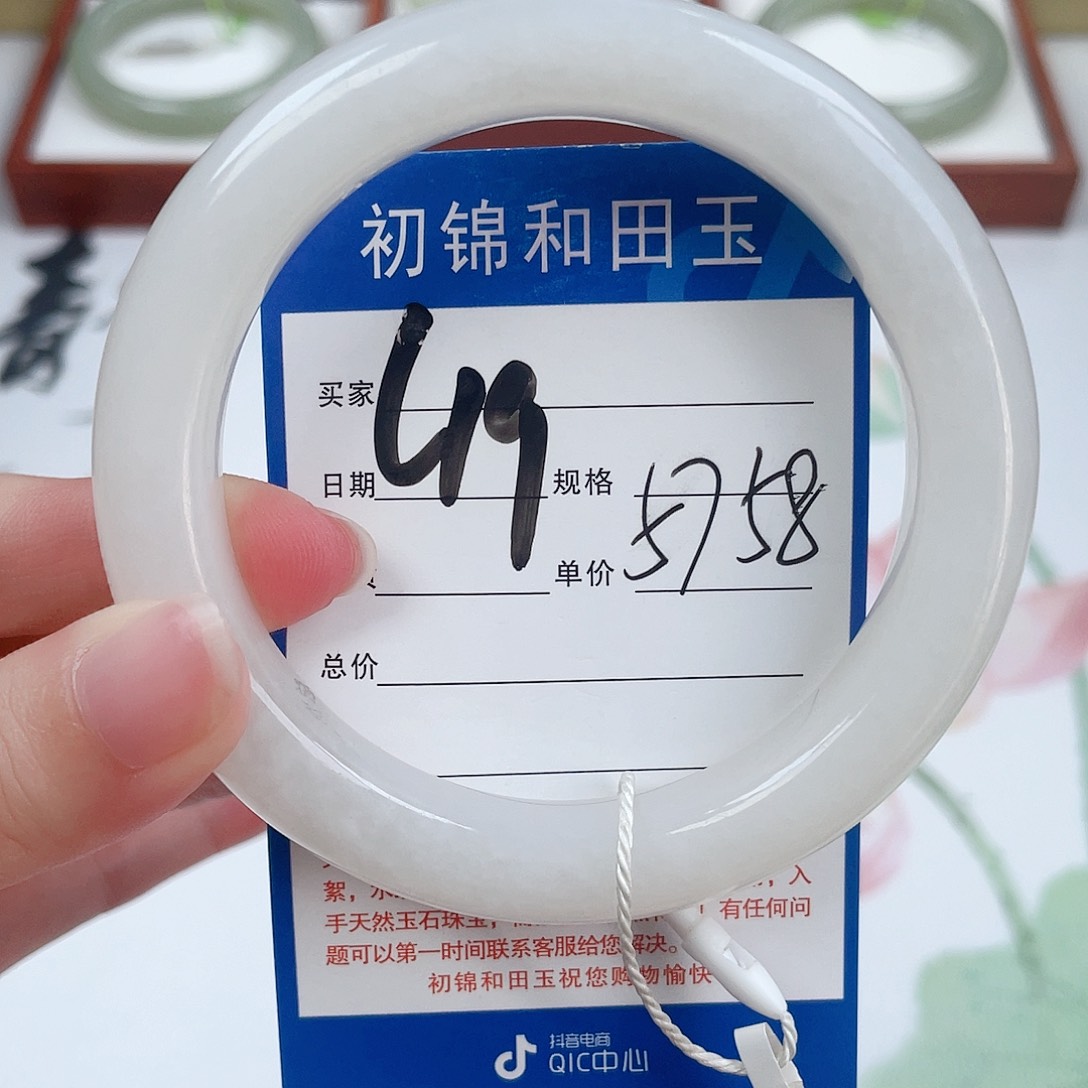 初锦和田玉
买家
49
日期
规格
57 58
单价
总价
絮，
，入
手天然玉石珠宝，
有任何问
题可以第一时间联系客服给您解决。
初锦和田玉祝您购物愉快
抖音电商
QIC中心